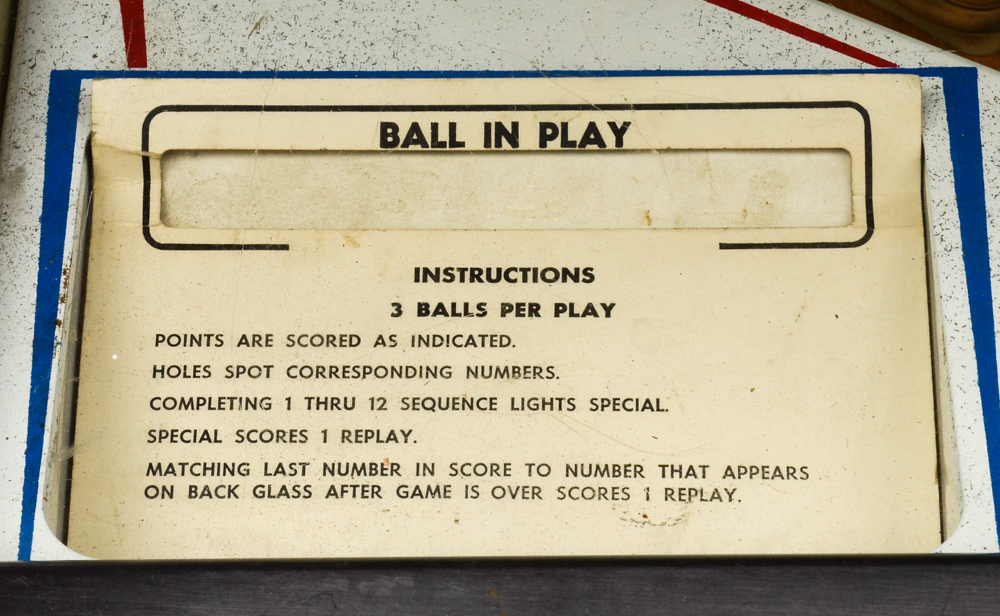 BALL IN PLAY
INSTRUCTIONS
3 BALLS PER PLAY
POINTS ARE SCORED AS INDICATED.
HOLES SPOT CORRESPONDING NUMBERS.
COMPLETING 1 THRU 12 SEQUENCE LIGHTS SPECIAL.
SPECIAL SCORES 1 REPLAY.
MATCHING LAST NUMBER IN SCORE TO NUMBER THAT APPEARS
ON BACK GLASS AFTER GAME IS OVER SCORES 1 REPLAY.